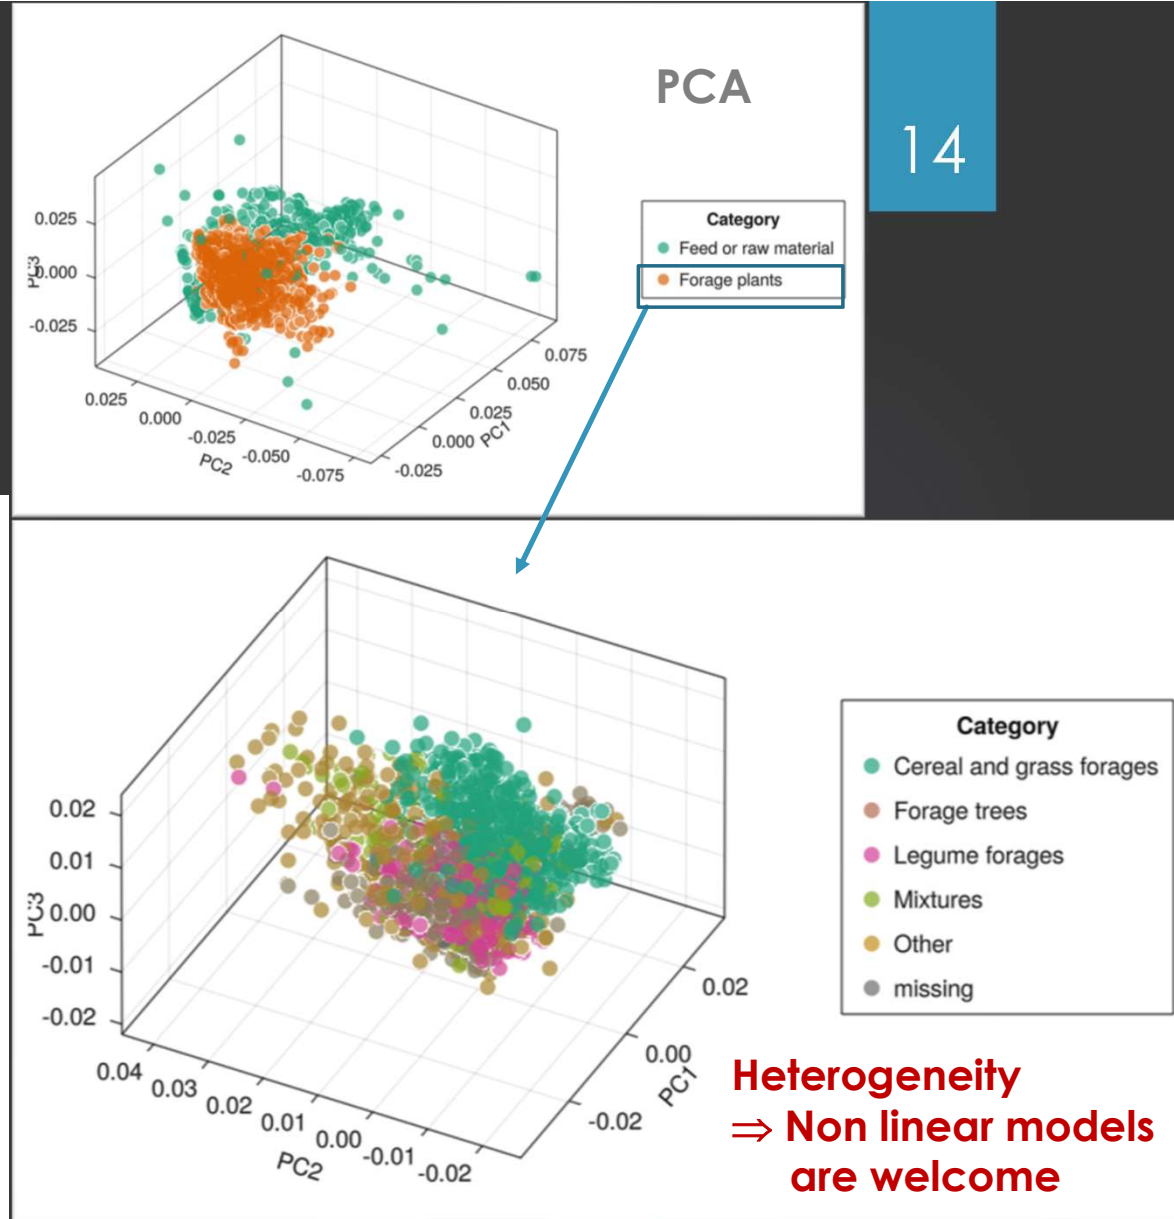 PCA
14
Category
Feed or raw material
Forage plants
0.025
0.000
-0.025
PC3
0.025
0.000
-0.025
-0.050
-0.075
PC2
0.075
0.050
0.025
0.000
-0.025
PC1
Category
Cereal and grass forages
Forage trees
Legume forages
Mixtures
Other
missing
0.02
0.01
0.00
-0.01
-0.02
PC3
0.04
0.03
0.02
0.01
0.00
-0.01
-0.02
PC2
0.02
0.00
-0.02
PC1
Heterogeneity
⇒ Non linear models
are welcome